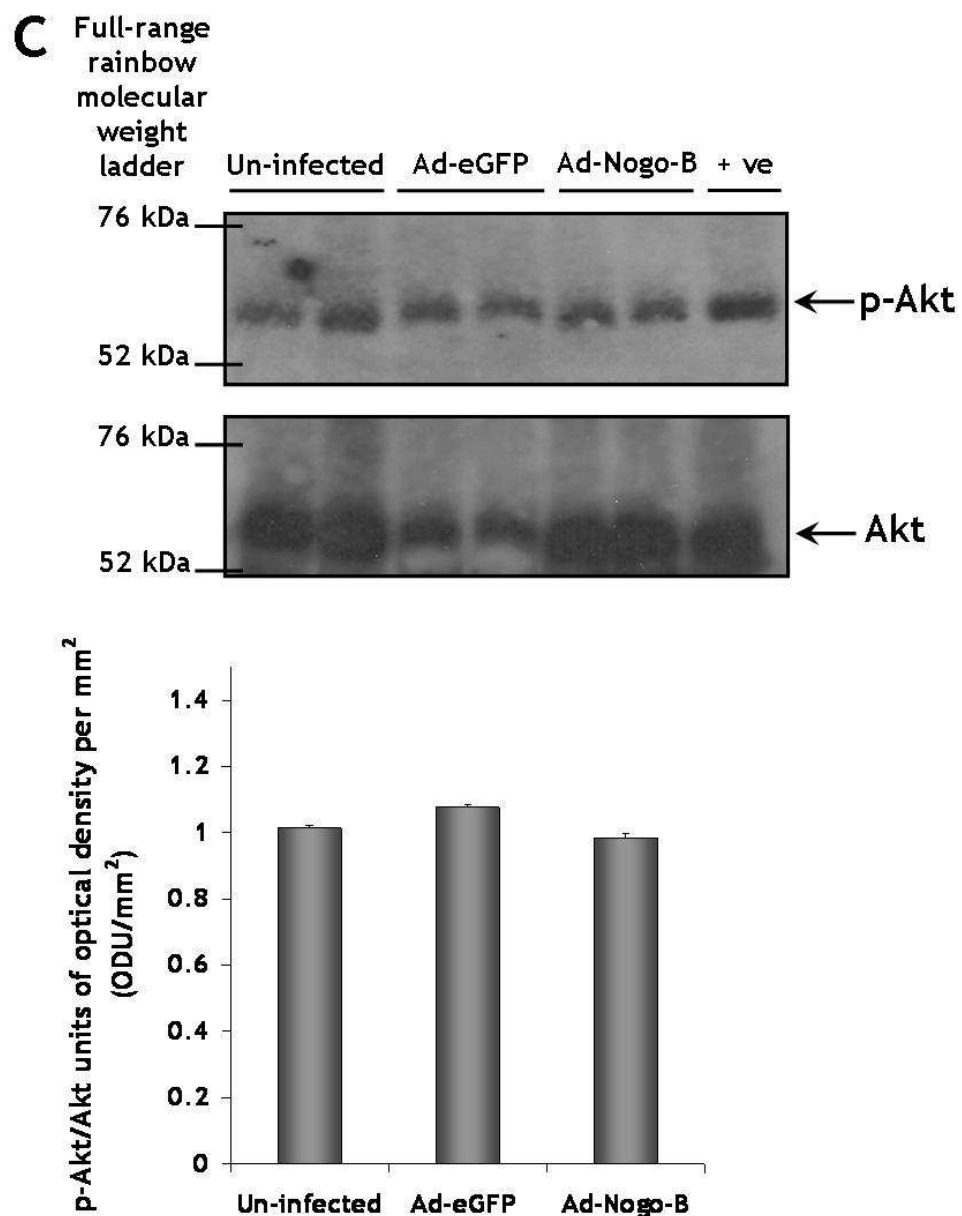 C
Full-range
rainbow
molecular
weight
ladder
Un-infected Ad-eGFP Ad-Nogo-B + ve
76 kDa
p-Akt
52 kDa
76 kDa
Akt
52 kDa
p-Akt/Akt units of optical density per mm²
(ODU/mm²)
1.4
1.2
1
0.8
0.6
0.4
0.2
0
Un-infected Ad-eGFP Ad-Nogo-B